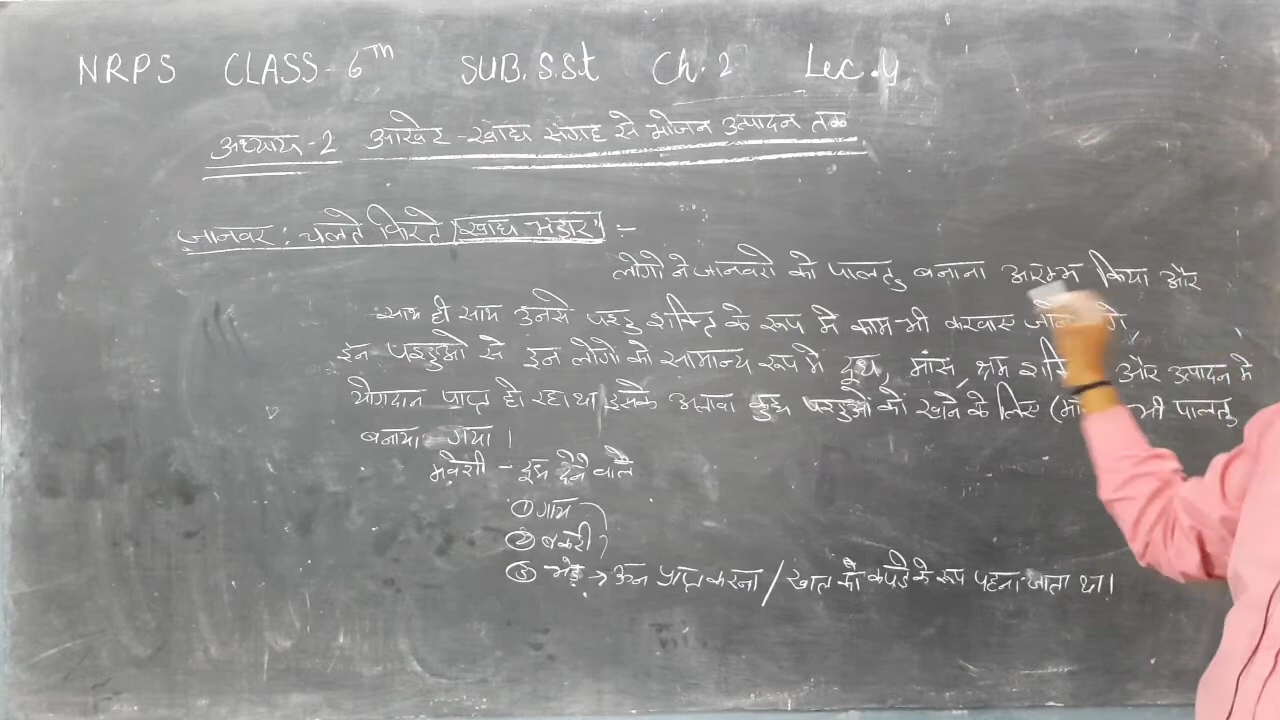 NRPS CLASS-6Th SUB. S.St Ch. 2 Lec.4
अध्याय-2 आखेट-खाद्य संग्रह से भोजन उत्पादन तक
जानवर : चलते फिरते "खाद्य भंडार" :-
लोगो ने जानवरो को पालतु बनाना आरम्भ किया और
साथ ही साथ उनसे पशु शक्ति के रूप मे काम भी करवाए
इन पशुओ से इन लोगो को सामान्य रूप मे दूध, मांस, श्रम और उत्पादन मे
योगदान प्राप्त हो रहा था इसके अलावा कुछ पशुओं को खाने के लिए भी पालतु
बनाया गया।
मवेशी - दूध देने वाले
① गाय
② बकरी
③ भेड़ → ऊन प्राप्त करना / खाल को कपडे के रूप पहना जाता था।